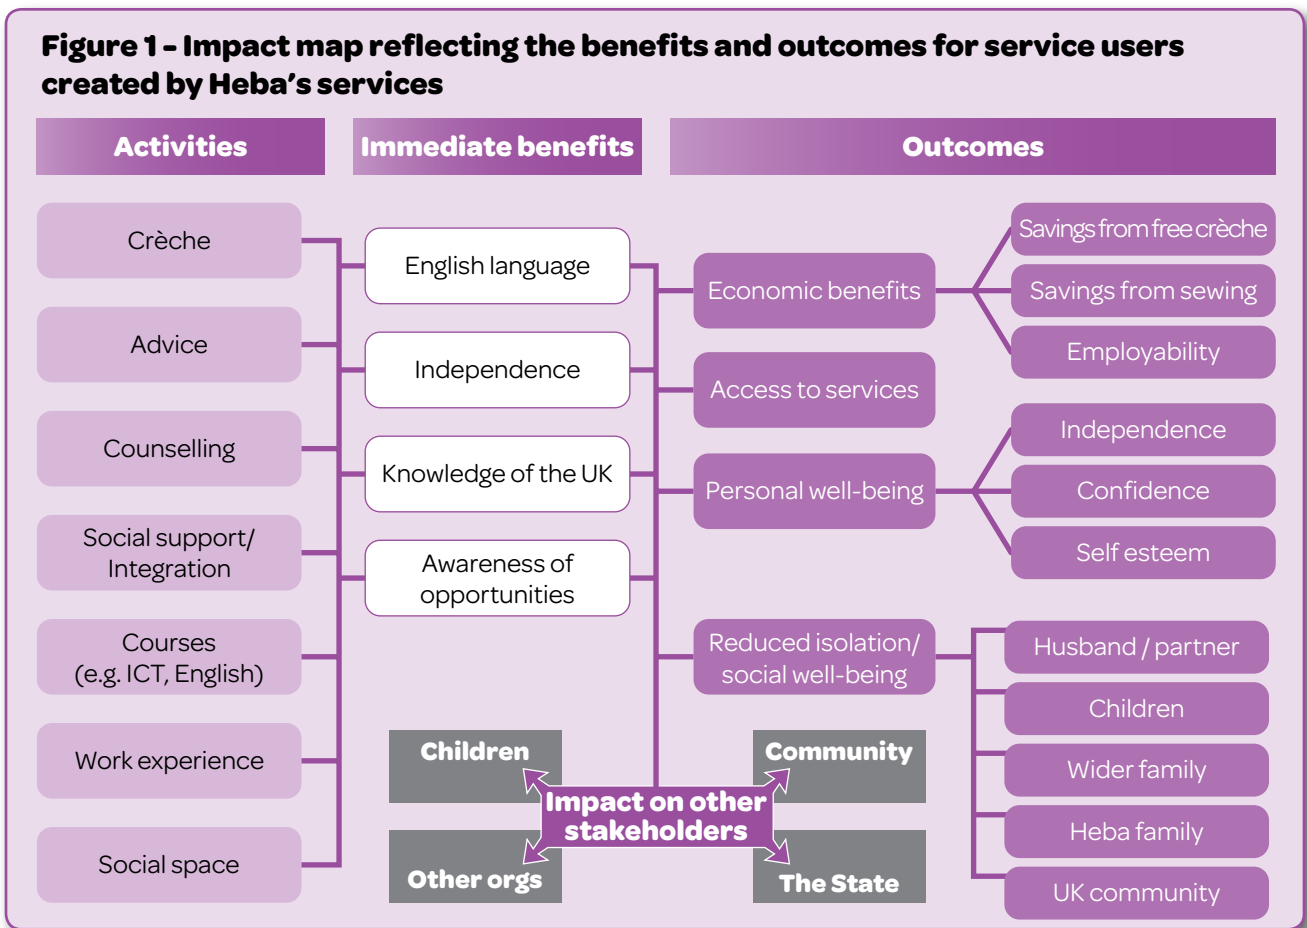 Figure 1 – Impact map reflecting the benefits and outcomes for service users
created by Heba’s services
Activities
Immediate benefits
Outcomes
Crèche
Advice
Counselling
Social support/
Integration
Courses
(e.g. ICT, English)
Work experience
Social space
English language
Independence
Knowledge of the UK
Awareness of
opportunities
Economic benefits
Access to services
Personal well-being
Reduced isolation/
social well-being
Savings from free crèche
Savings from sewing
Employability
Independence
Confidence
Self esteem
Husband / partner
Children
Wider family
Heba family
UK community
Children
Community
Impact on other
stakeholders
Other orgs
The State